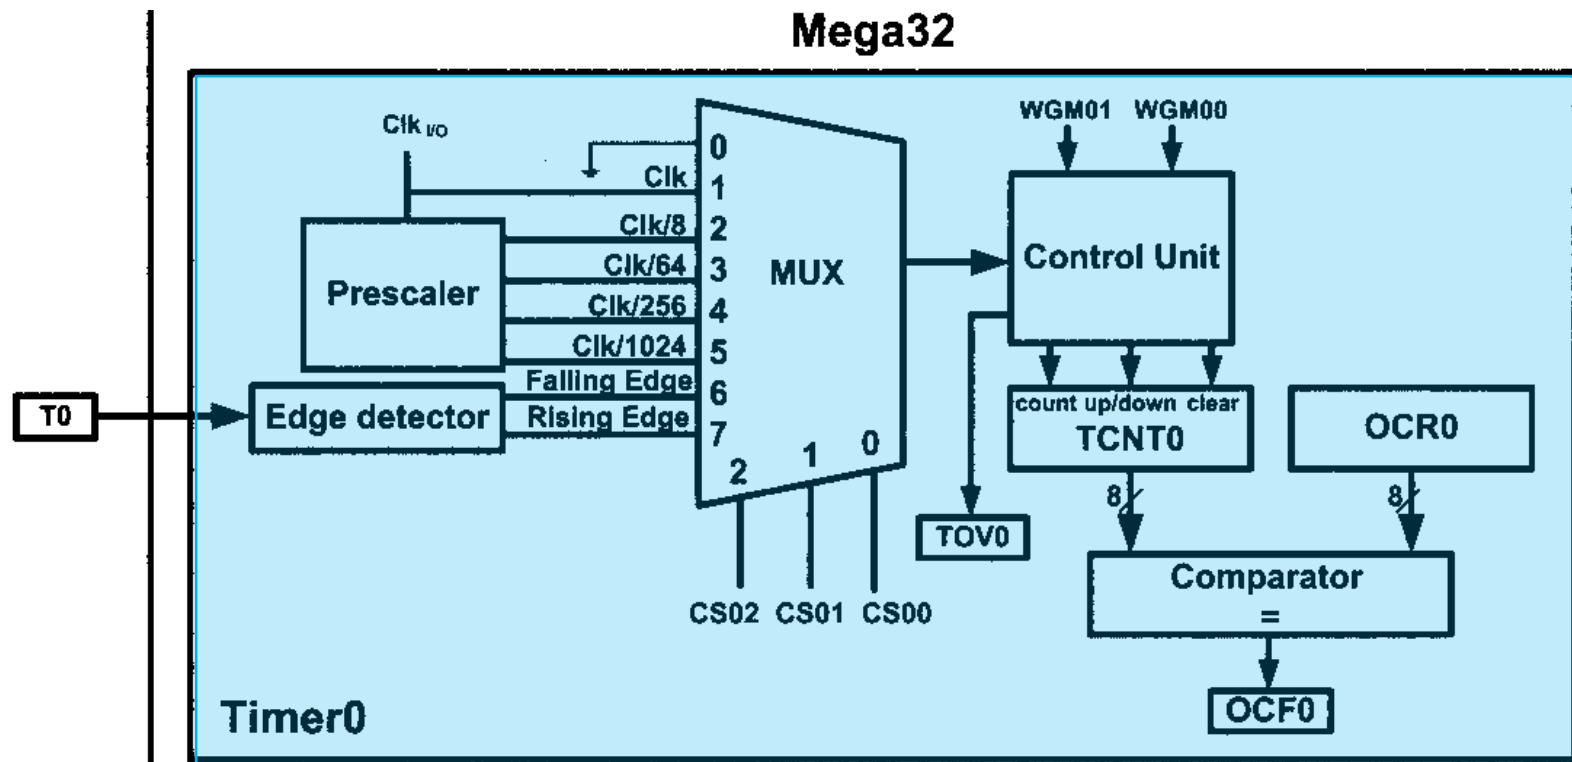 Mega32
WGM01 WGM00
Clk I/O
0
Clk 1
Clk/8 2
Clk/64 3
Clk/256 4
Clk/1024 5
Falling Edge 6
Rising Edge 7
Prescaler
MUX
Control Unit
T0
Edge detector
2 1 0
count up/down clear
TCNT0
OCR0
8 8
TOV0
Comparator
=
CS02 CS01 CS00
OCF0
Timer0